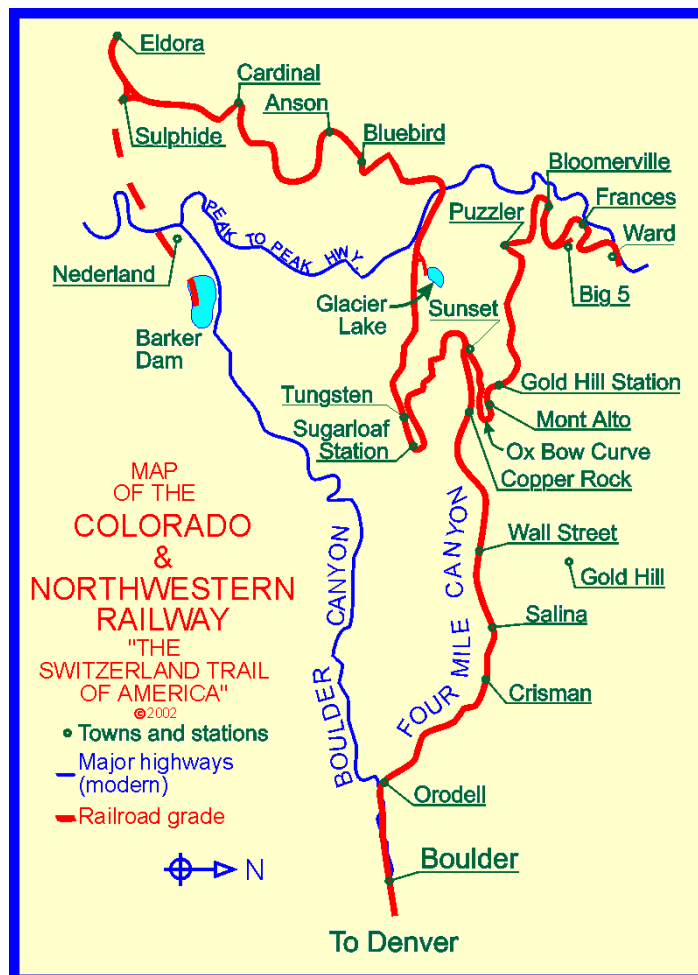 Eldora
Cardinal
Anson
Sulphide
Bluebird
Bloomerville
Frances
Puzzler
Ward
PEAK TO PEAK HWY.
Nederland
Glacier
Lake
Big 5
Sunset
Barker
Dam
Gold Hill Station
Tungsten
Mont Alto
Sugarloaf
Station
Ox Bow Curve
Copper Rock
MAP
OF THE
COLORADO
&
NORTHWESTERN
RAILWAY
"THE
SWITZERLAND TRAIL
OF AMERICA"
©2002
BOULDER CANYON
FOUR MILE CANYON
Wall Street
Gold Hill
Salina
Crisman
Towns and stations
Major highways
(modern)
Railroad grade
Orodell
N
Boulder
To Denver